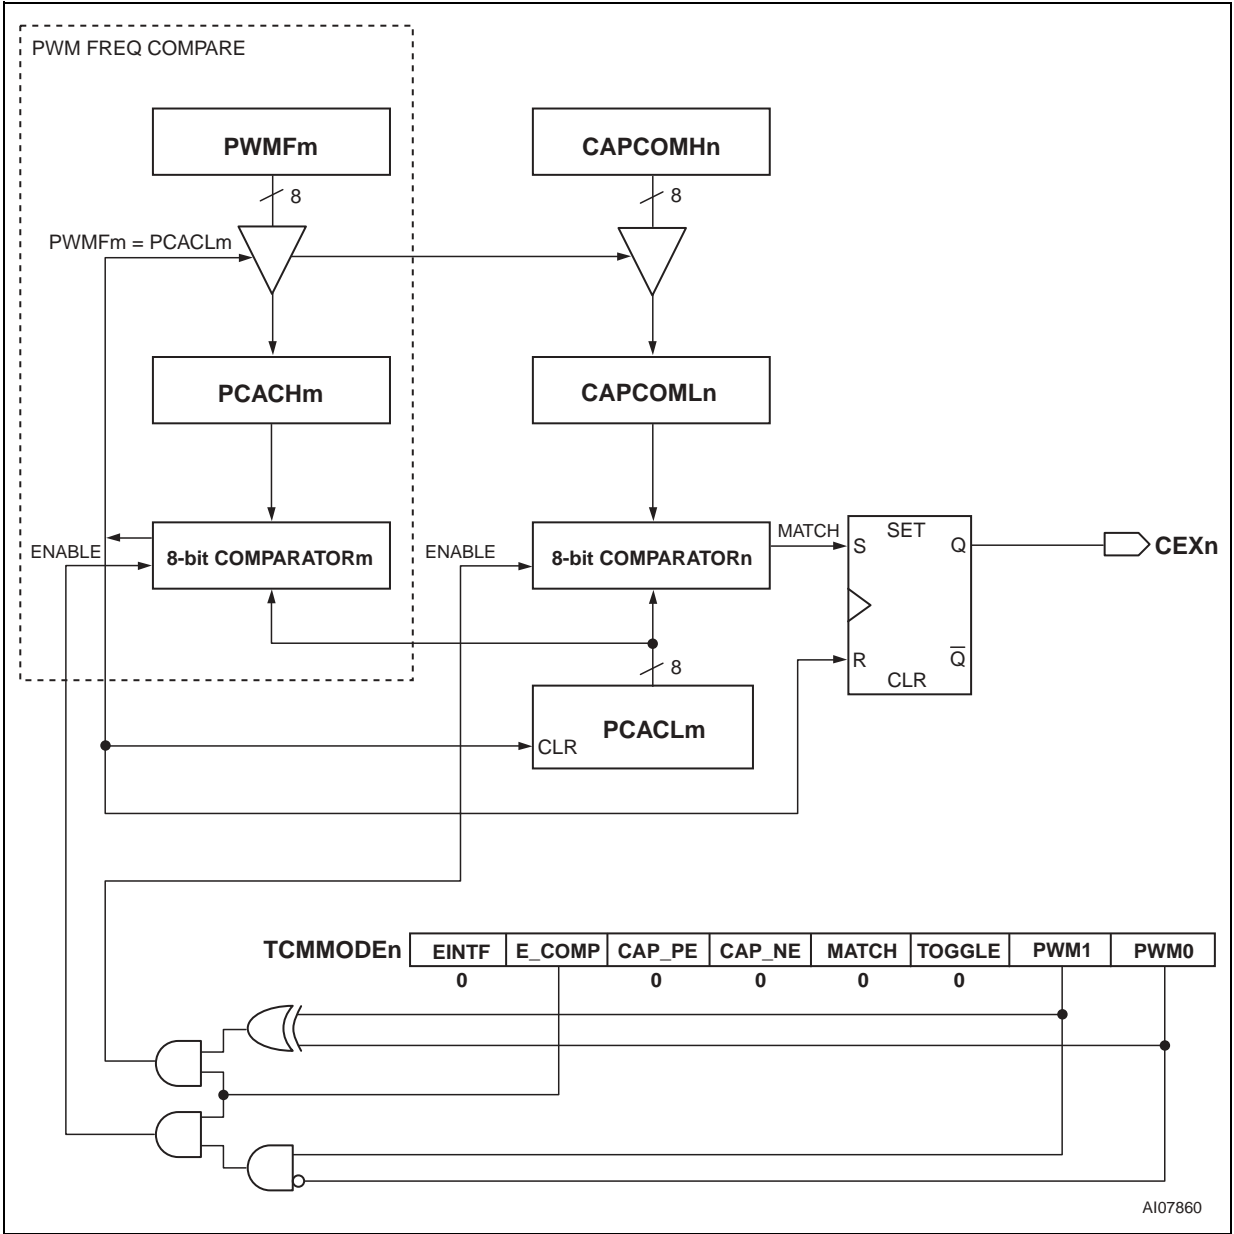 PWM FREQ COMPARE
PWMFm
CAPCOMHn
8
8
PWMFm = PCACLm
PCACHm
CAPCOMLn
ENABLE
8-bit COMPARATORm
ENABLE
8-bit COMPARATORn
MATCH
SET
S
Q
CEXn
R
Q̅
CLR
8
PCACLm
CLR
TCMMODEn
EINTF
E_COMP
CAP_PE
CAP_NE
MATCH
TOGGLE
PWM1
PWM0
0
0
0
0
0
AI07860